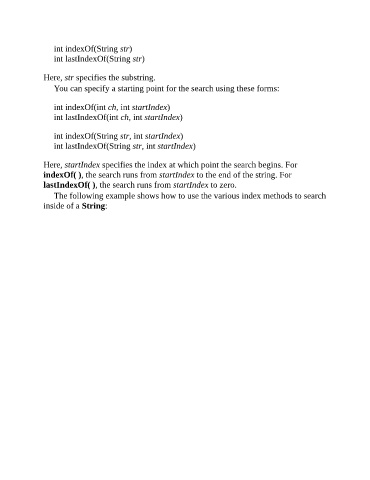 int indexOf(String str)
int lastIndexOf(String str)
Here, str specifies the substring.
You can specify a starting point for the search using these forms:
int indexOf(int ch, int startIndex)
int lastIndexOf(int ch, int startIndex)
int indexOf(String str, int startIndex)
int lastIndexOf(String str, int startIndex)
Here, startIndex specifies the index at which point the search begins. For
indexOf( ), the search runs from startIndex to the end of the string. For
lastIndexOf( ), the search runs from startIndex to zero.
The following example shows how to use the various index methods to search
inside of a String: